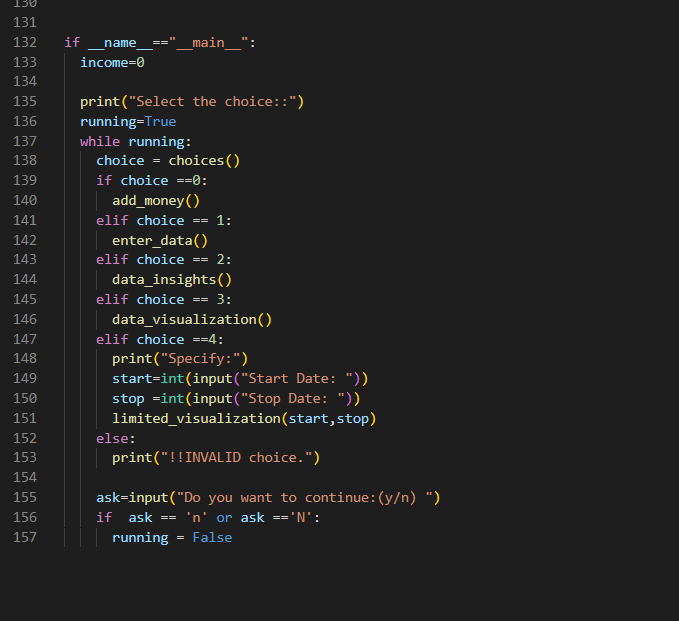 130
131
132 if __name__=="__main__":
133 income=0
134
135 print("Select the choice::")
136 running=True
137 while running:
138 choice = choices()
139 if choice ==0:
140 add_money()
141 elif choice == 1:
142 enter_data()
143 elif choice == 2:
144 data_insights()
145 elif choice == 3:
146 data_visualization()
147 elif choice ==4:
148 print("Specify:")
149 start=int(input("Start Date: "))
150 stop =int(input("Stop Date: "))
151 limited_visualization(start,stop)
152 else:
153 print("!!INVALID choice.")
154
155 ask=input("Do you want to continue:(y/n) ")
156 if  ask == 'n' or ask =='N':
157 running = False